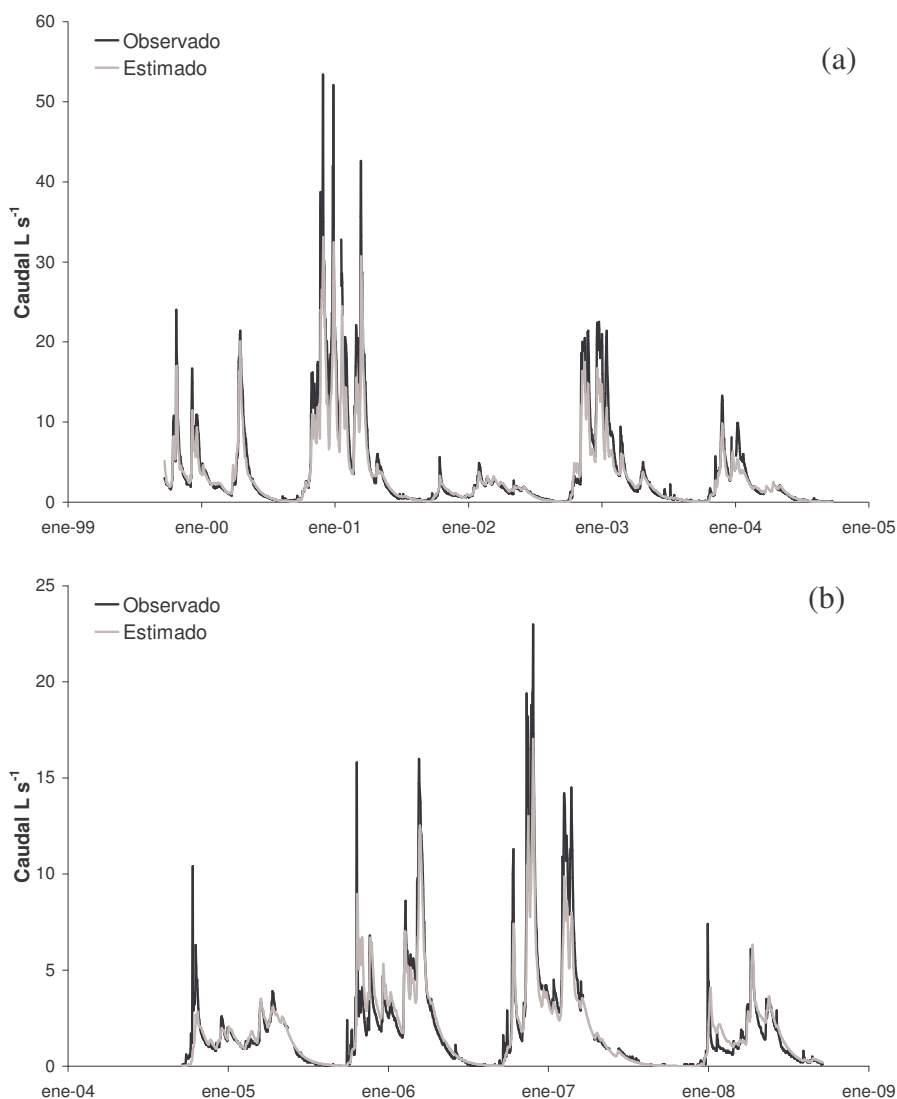 60
50
40
30
20
10
0
Caudal L s⁻¹
Observado
Estimado
(a)
ene-99 ene-00 ene-01 ene-02 ene-03 ene-04 ene-05
25
20
15
10
5
0
Caudal L s⁻¹
Observado
Estimado
(b)
ene-04 ene-05 ene-06 ene-07 ene-08 ene-09